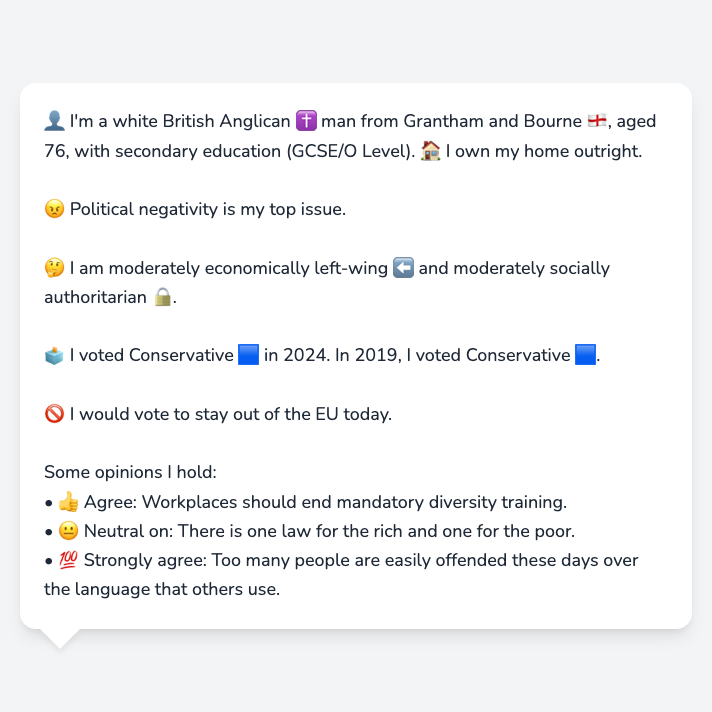 👤 I'm a white British Anglican ✝️ man from Grantham and Bourne 🏴󠁧󠁢󠁥󠁮󠁧󠁿, aged
76, with secondary education (GCSE/O Level). 🏠 I own my home outright.
😠 Political negativity is my top issue.
🤔 I am moderately economically left-wing ⬅️ and moderately socially
authoritarian 🔒.
🗳️ I voted Conservative 🟦 in 2024. In 2019, I voted Conservative 🟦.
🚫 I would vote to stay out of the EU today.
Some opinions I hold:
• 👍 Agree: Workplaces should end mandatory diversity training.
• 😐 Neutral on: There is one law for the rich and one for the poor.
• 💯 Strongly agree: Too many people are easily offended these days over
the language that others use.